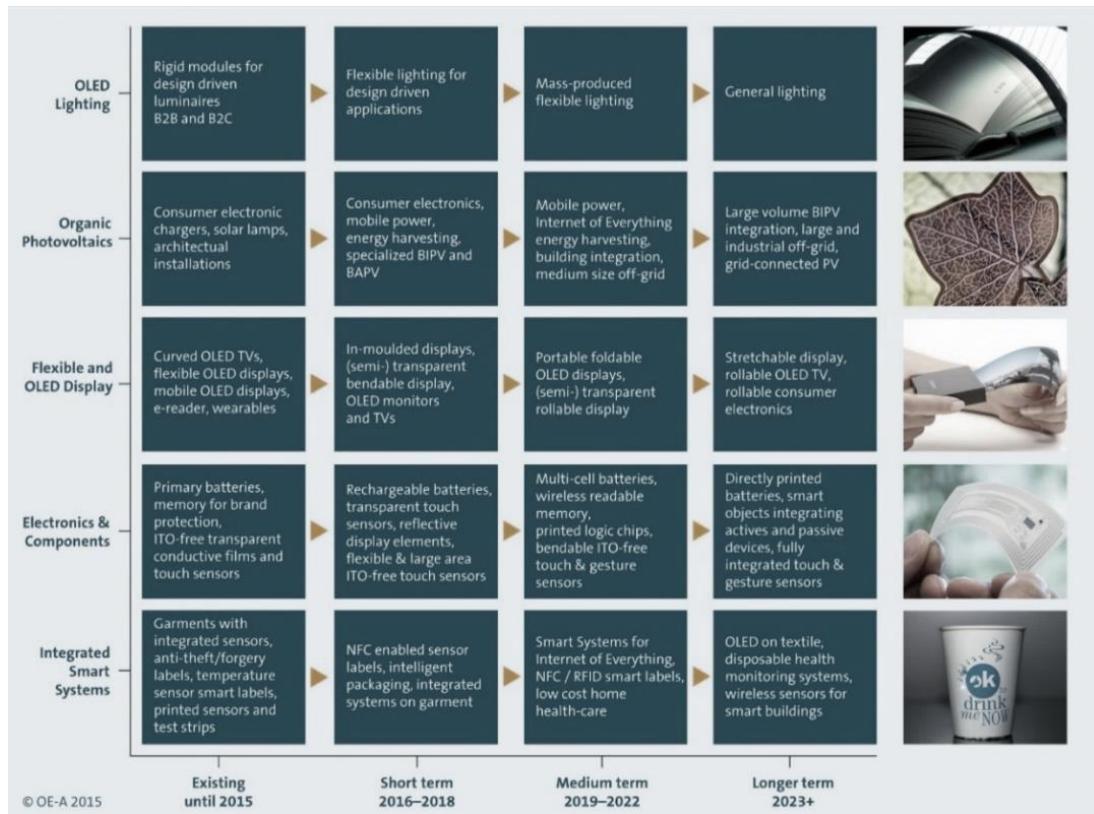 OLED
Lighting
Rigid modules for
design driven
luminaires
B2B and B2C
Flexible lighting for
design driven
applications
Mass-produced
flexible lighting
General lighting
Organic
Photovoltaics
Consumer electronic
chargers, solar lamps,
architectual
installations
Consumer electronics,
mobile power,
energy harvesting,
specialized BIPV and
BAPV
Mobile power,
Internet of Everything
energy harvesting,
building integration,
medium size off-grid
Large volume BIPV
integration, large and
industrial off-grid,
grid-connected PV
Flexible and
OLED Display
Curved OLED TVs,
flexible OLED displays,
mobile OLED displays,
e-reader, wearables
In-moulded displays,
(semi-) transparent
bendable display,
OLED monitors
and TVs
Portable foldable
OLED displays,
(semi-) transparent
rollable display
Stretchable display,
rollable OLED TV,
rollable consumer
electronics
Electronics &
Components
Primary batteries,
memory for brand
protection,
ITO-free transparent
conductive films and
touch sensors
Rechargeable batteries,
transparent touch
sensors, reflective
display elements,
flexible & large area
ITO-free touch sensors
Multi-cell batteries,
wireless readable
memory,
printed logic chips,
bendable ITO-free
touch & gesture
sensors
Directly printed
batteries, smart
objects integrating
actives and passive
devices, fully
integrated touch &
gesture sensors
Integrated
Smart
Systems
Garments with
integrated sensors,
anti-theft/forgery
labels, temperature
sensor smart labels,
printed sensors and
test strips
NFC enabled sensor
labels, intelligent
packaging, integrated
systems on garment
Smart Systems for
Internet of Everything,
NFC / RFID smart labels,
low cost home
health-care
OLED on textile,
disposable health
monitoring systems,
wireless sensors for
smart buildings
ok
drink
me NOW
Existing
until 2015
Short term
2016–2018
Medium term
2019–2022
Longer term
2023+
© OE-A 2015